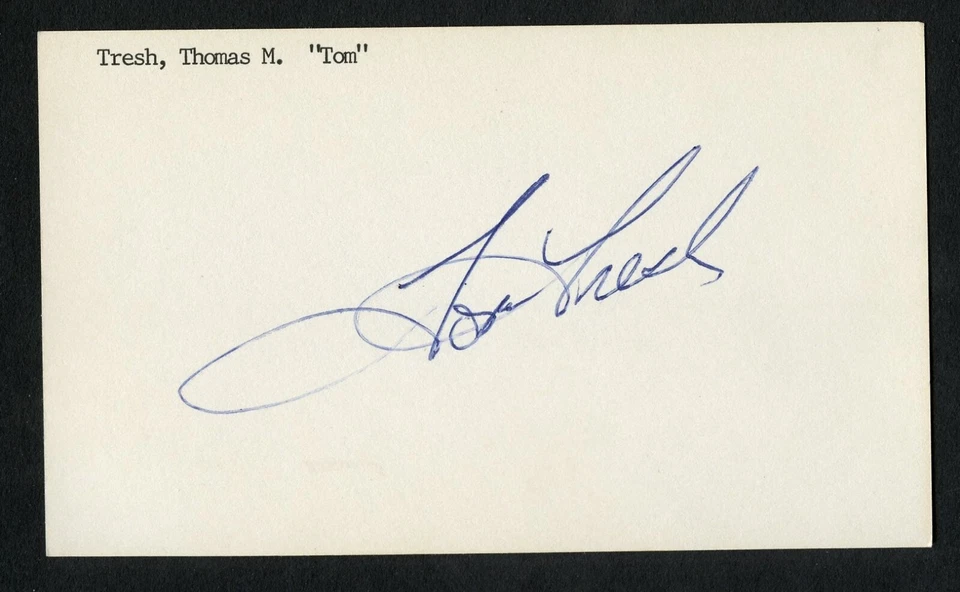 Tresh, Thomas M. "Tom"
Tom Tresh